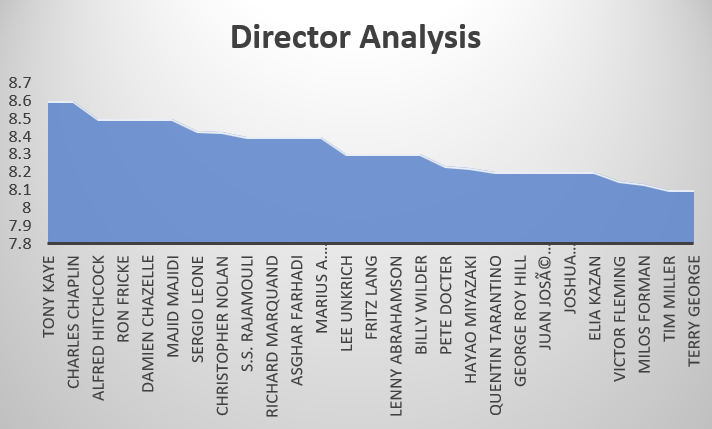 Director Analysis
8.7
8.6
8.5
8.4
8.3
8.2
8.1
8
7.9
7.8
TONY KAYE
CHARLES CHAPLIN
ALFRED HITCHCOCK
RON FRICKE
DAMIEN CHAZELLE
MAJID MAJIDI
SERGIO LEONE
CHRISTOPHER NOLAN
S.S. RAJAMOULI
RICHARD MARQUAND
ASGHAR FARHADI
MARIUS A....
LEE UNKRICH
FRITZ LANG
LENNY ABRAHAMSON
BILLY WILDER
PETE DOCTER
HAYAO MIYAZAKI
QUENTIN TARANTINO
GEORGE ROY HILL
JUAN JOSÃ©...
JOSHUA...
ELIA KAZAN
VICTOR FLEMING
MILOS FORMAN
TIM MILLER
TERRY GEORGE